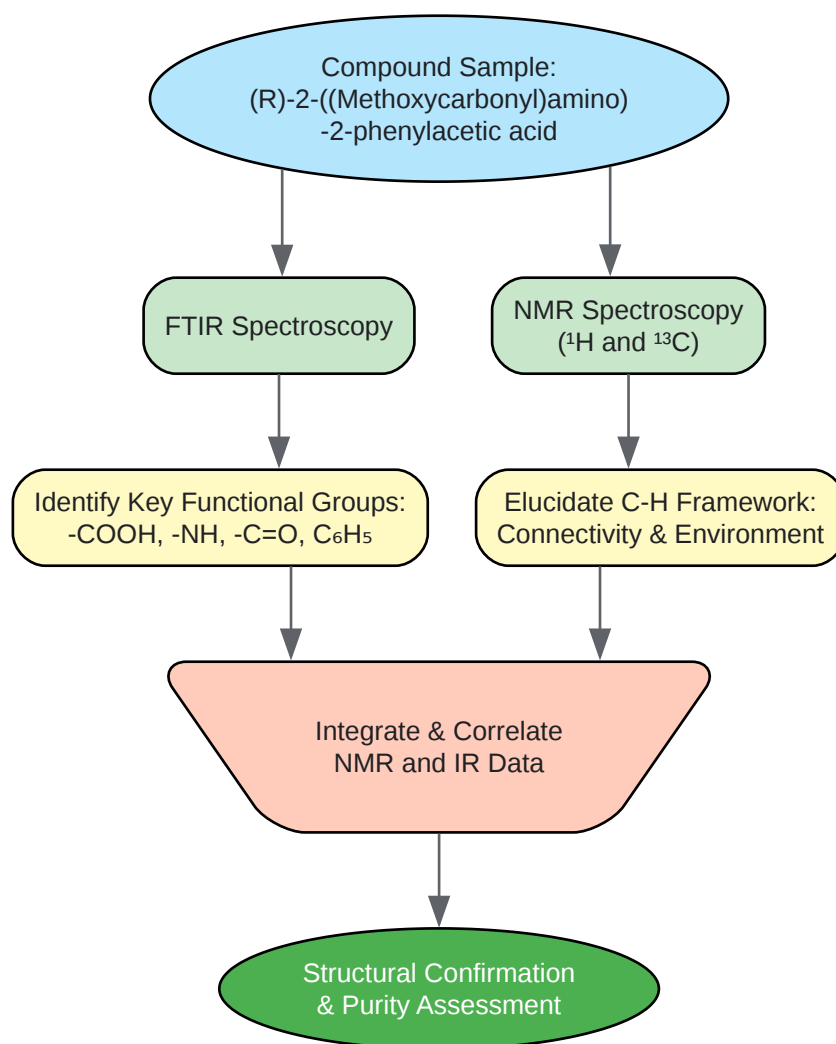 Compound Sample:
(R)-2-((Methoxycarbonyl)amino)
-2-phenylacetic acid
FTIR Spectroscopy
NMR Spectroscopy
(¹H and ¹³C)
Identify Key Functional Groups:
-COOH, -NH, -C=O, C₆H₅
Elucidate C-H Framework:
Connectivity & Environment
Integrate & Correlate
NMR and IR Data
Structural Confirmation
& Purity Assessment